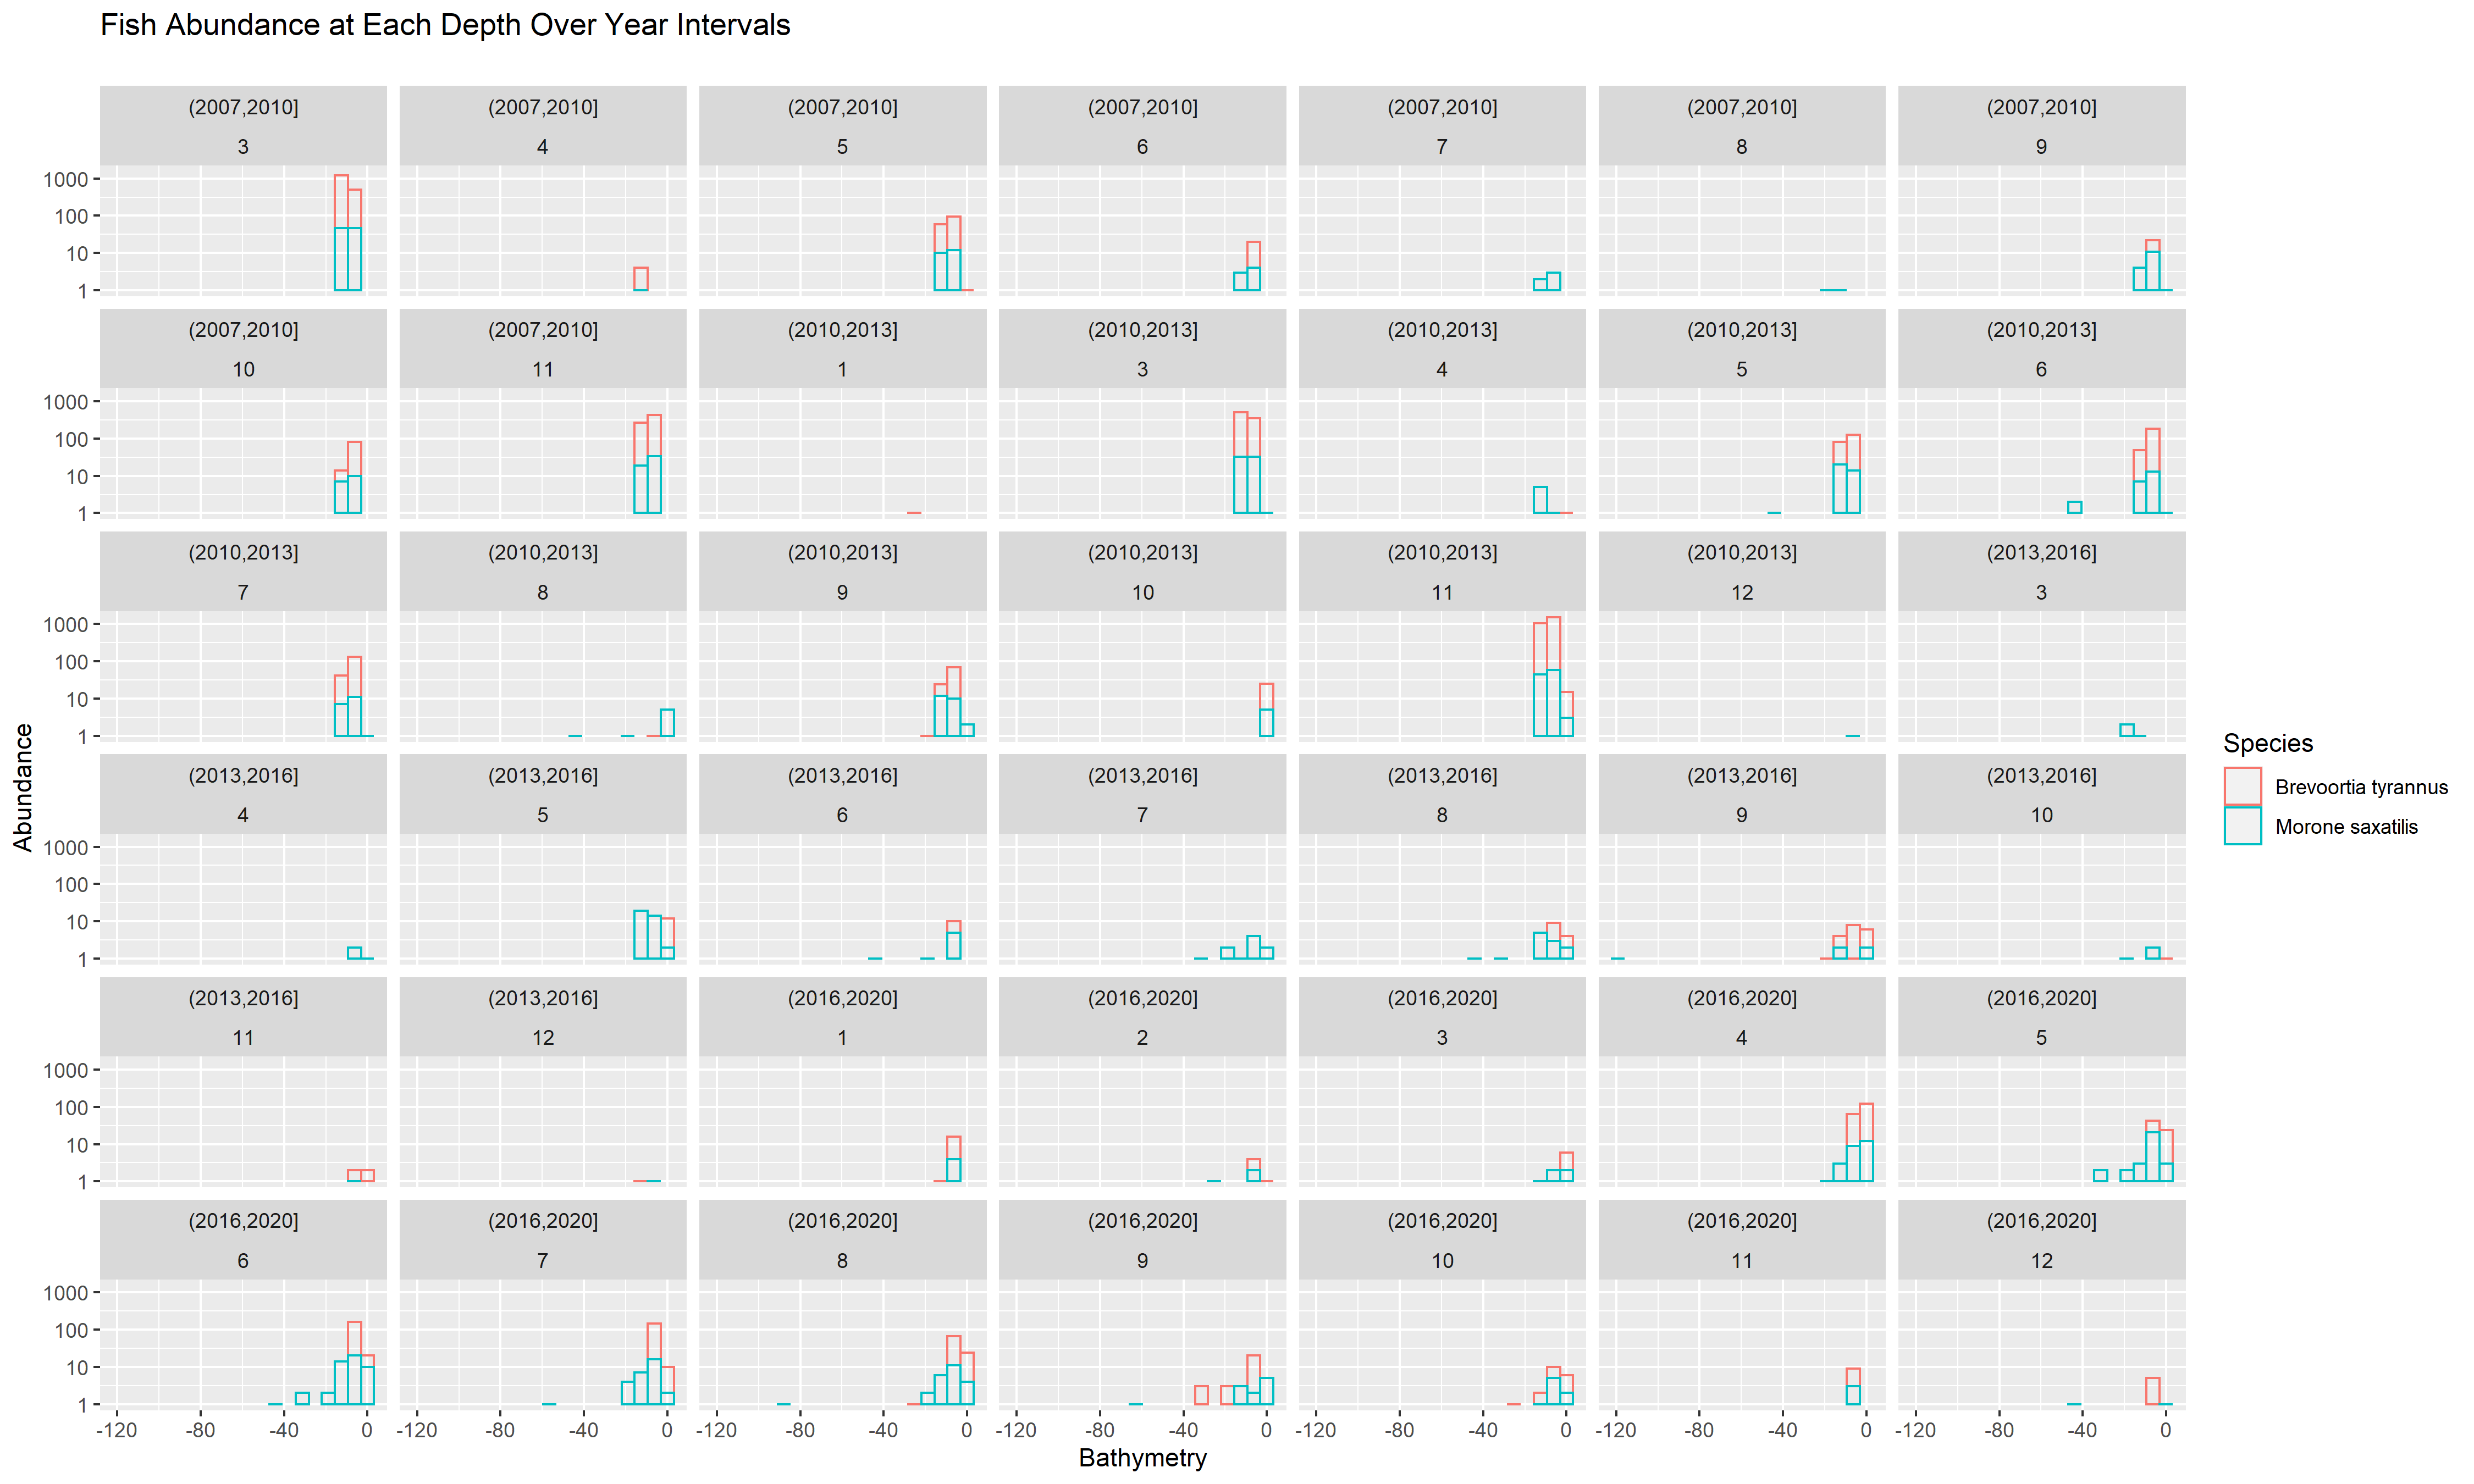 Fish Abundance at Each Depth Over Year Intervals
(2007,2010] (2007,2010] (2007,2010] (2007,2010] (2007,2010] (2007,2010] (2007,2010]
3 4 5 6 7 8 9
1000
100
10
1
(2007,2010] (2007,2010] (2010,2013] (2010,2013] (2010,2013] (2010,2013] (2010,2013]
10 11 1 3 4 5 6
1000
100
10
1
(2010,2013] (2010,2013] (2010,2013] (2010,2013] (2010,2013] (2010,2013] (2013,2016]
7 8 9 10 11 12 3
1000
100
10
1
(2013,2016] (2013,2016] (2013,2016] (2013,2016] (2013,2016] (2013,2016] (2013,2016]
4 5 6 7 8 9 10
1000
100
10
1
(2013,2016] (2013,2016] (2016,2020] (2016,2020] (2016,2020] (2016,2020] (2016,2020]
11 12 1 2 3 4 5
1000
100
10
1
(2016,2020] (2016,2020] (2016,2020] (2016,2020] (2016,2020] (2016,2020] (2016,2020]
6 7 8 9 10 11 12
1000
100
10
1
-120 -80 -40 0 -120 -80 -40 0 -120 -80 -40 0 -120 -80 -40 0 -120 -80 -40 0 -120 -80 -40 0 -120 -80 -40 0
Bathymetry
Abundance
Species
Brevoortia tyrannus
Morone saxatilis